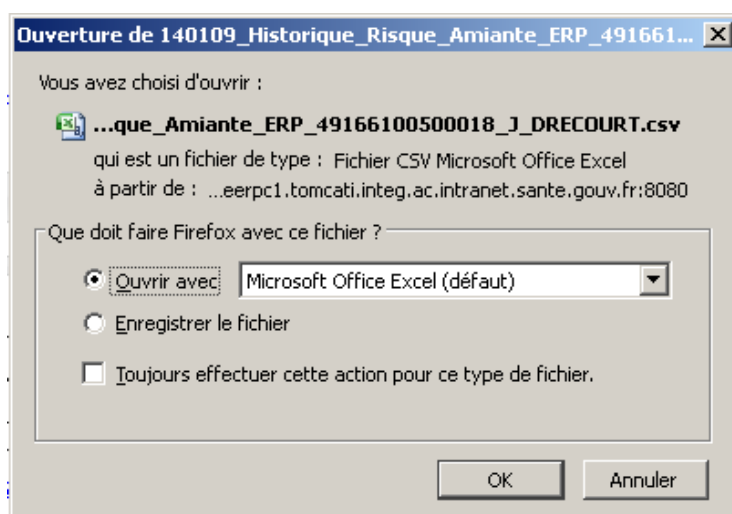 Ouverture de 140109_Historique_Risque_Amiante_ERP_491661...
Vous avez choisi d'ouvrir :
...que_Amiante_ERP_49166100500018_J_DRECOURT.csv
qui est un fichier de type : Fichier CSV Microsoft Office Excel
à partir de : ...eerpc1.tomcati.integ.ac.intranet.sante.gouv.fr:8080
Que doit faire Firefox avec ce fichier ?
Ouvrir avec Microsoft Office Excel (défaut)
Enregistrer le fichier
Toujours effectuer cette action pour ce type de fichier.
OK Annuler